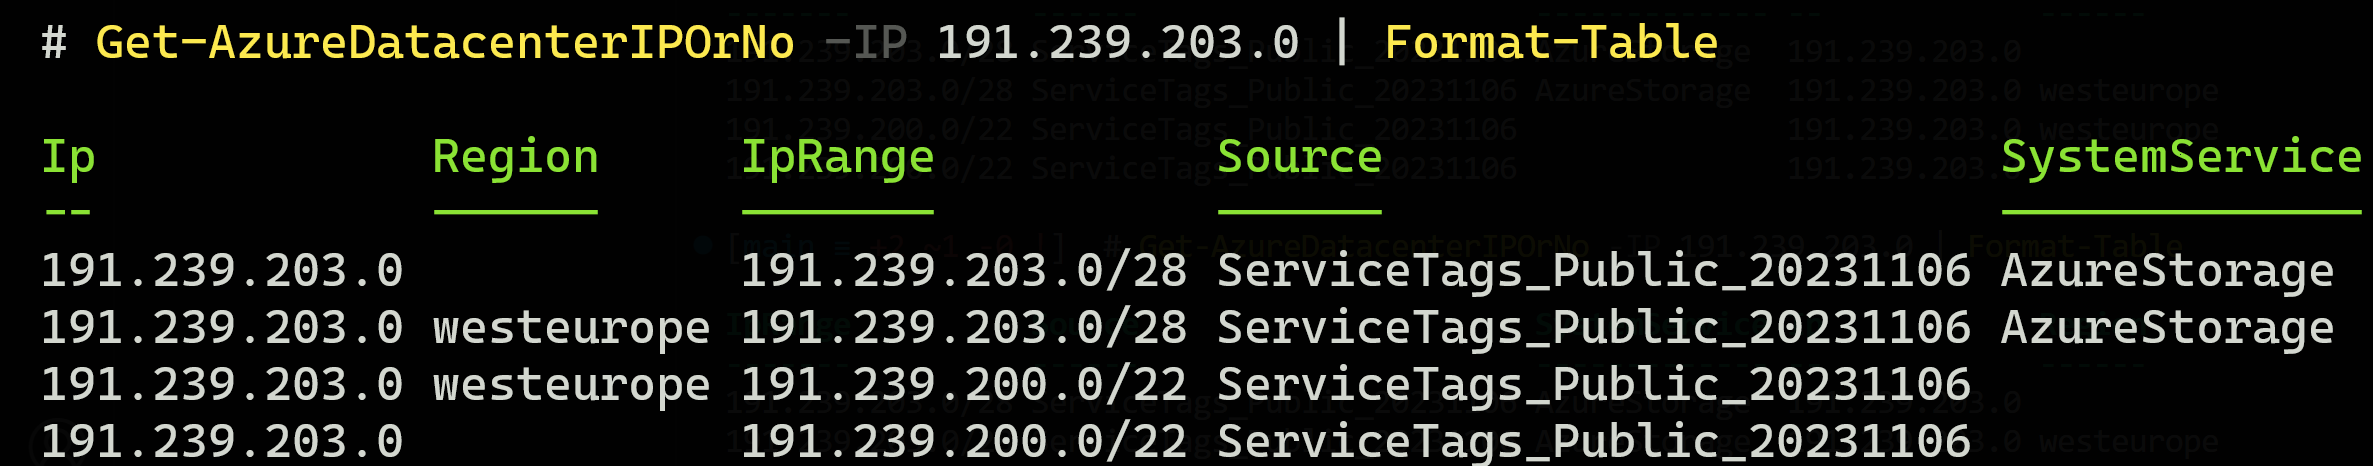 # Get-AzureDatacenterIPOrNo -IP 191.239.203.0 | Format-Table
Ip Region IpRange Source SystemService
-- ------ ------- ------ -------------
191.239.203.0 191.239.203.0/28 ServiceTags_Public_20231106 AzureStorage
191.239.203.0 westeurope 191.239.203.0/28 ServiceTags_Public_20231106 AzureStorage
191.239.203.0 westeurope 191.239.200.0/22 ServiceTags_Public_20231106
191.239.203.0 191.239.200.0/22 ServiceTags_Public_20231106